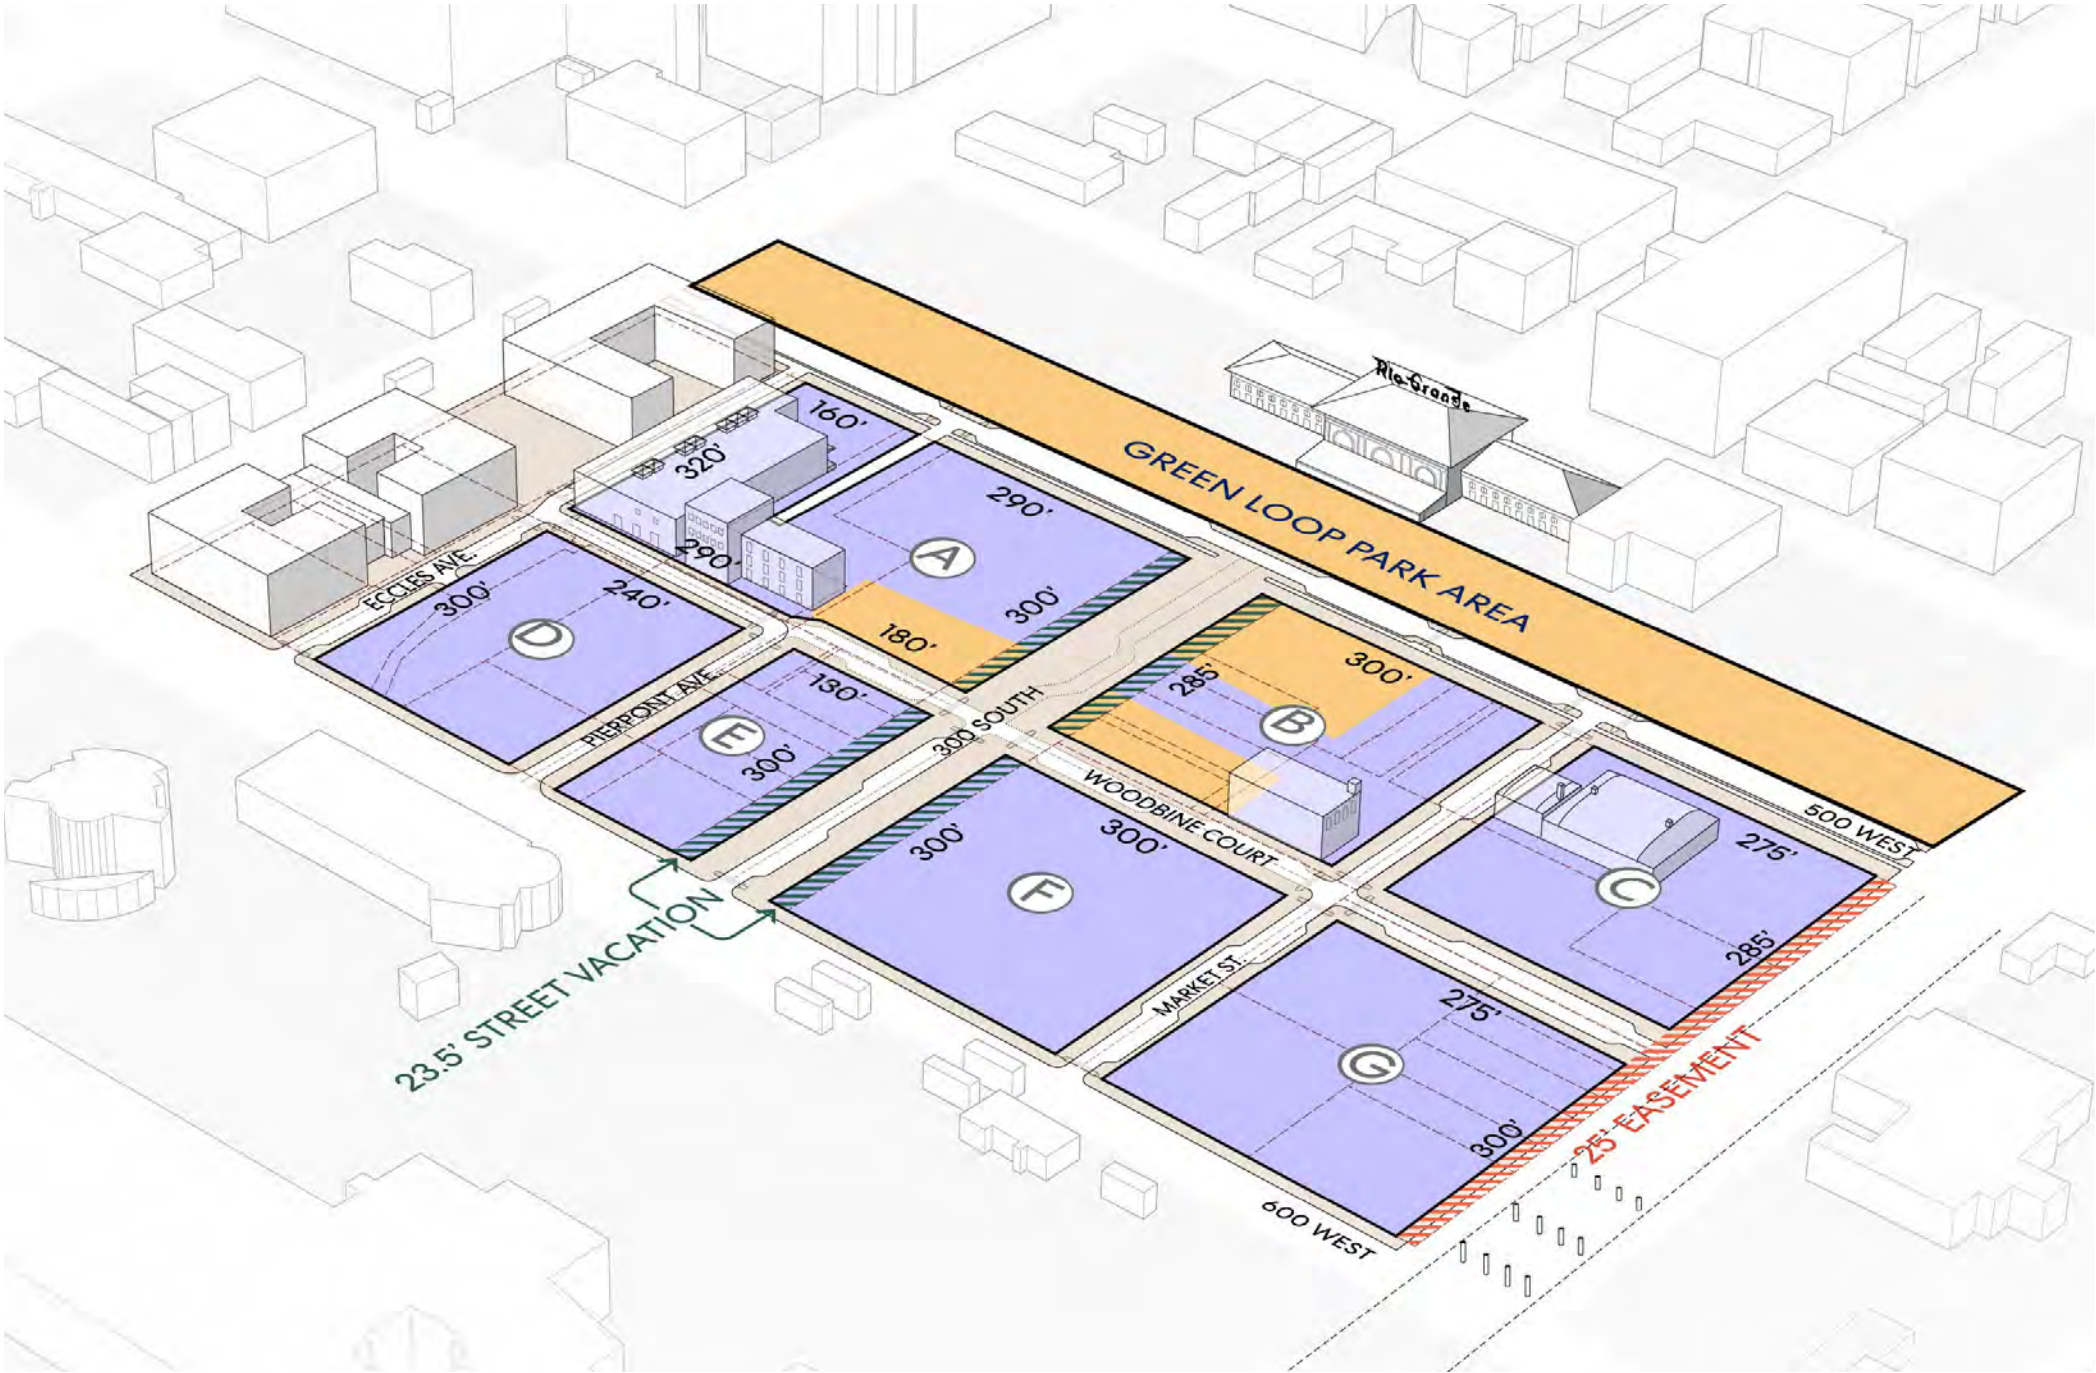 Rio Grande
GREEN LOOP PARK AREA
160'
320'
290'
290'
A
300'
180'
ECCLES AVE.
300'
240'
D
PIERPONT AVE.
130'
E
300'
300 SOUTH
285'
300'
B
WOODBINE COURT
500 WEST
275'
C
285'
300'
300'
F
MARKET ST.
275'
G
300'
600 WEST
23.5' STREET VACATION
25' EASEMENT